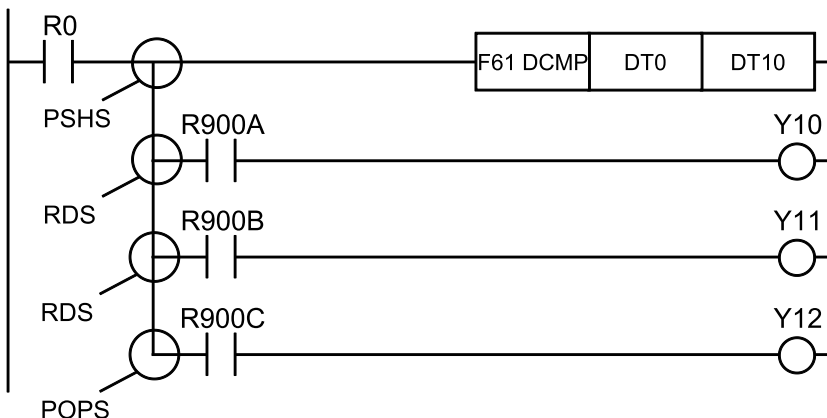 R0
F61 DCMP DT0 DT10
PSHS
R900A Y10
RDS
R900B Y11
RDS
R900C Y12
POPS